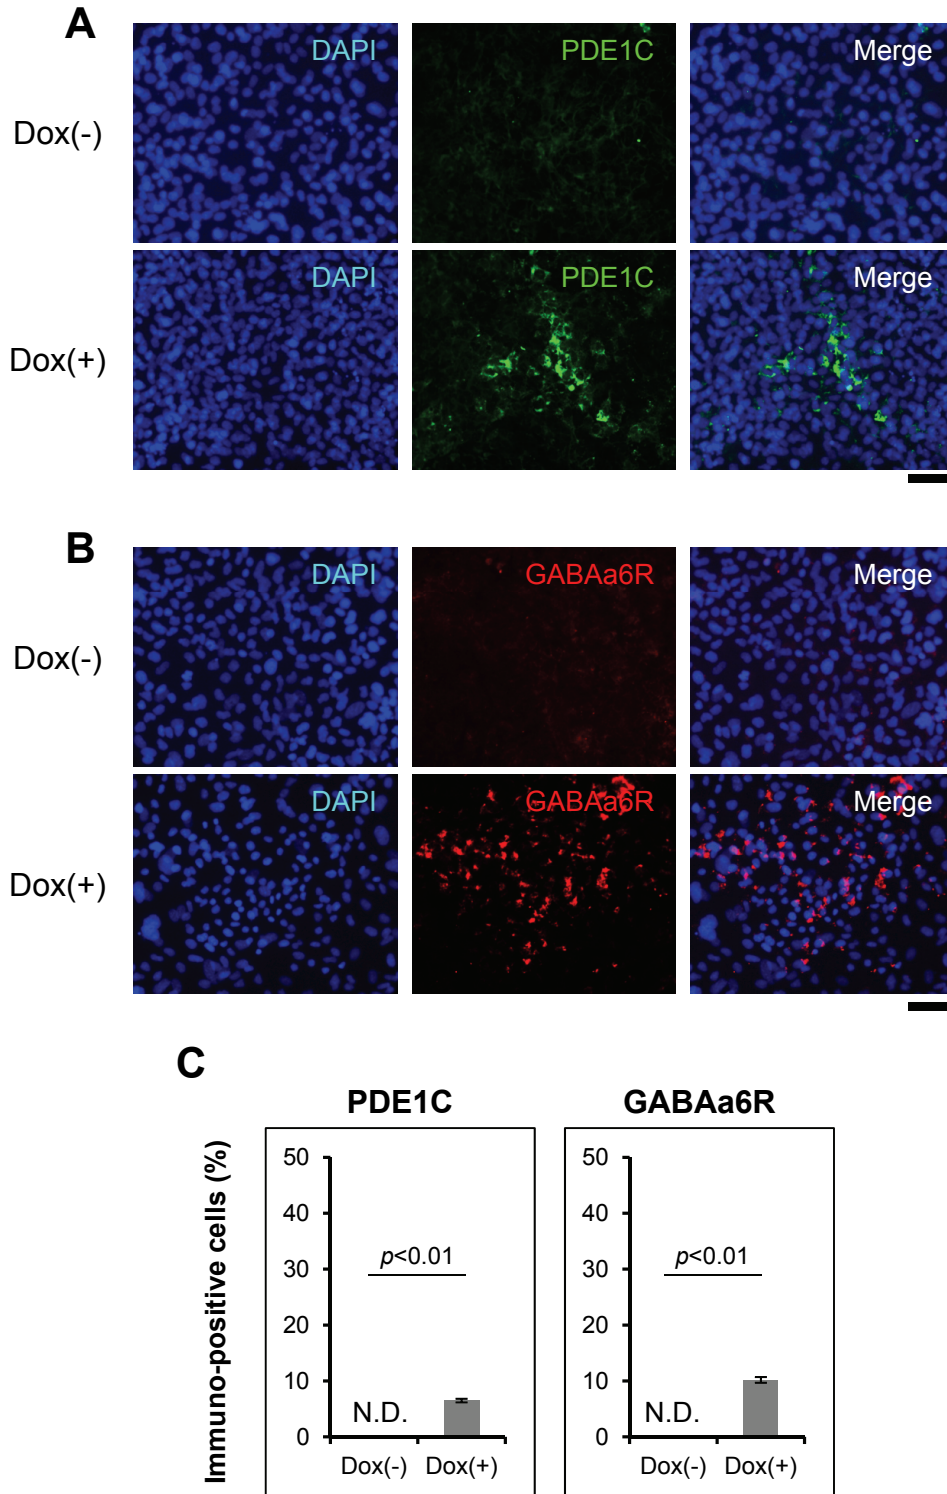 A
DAPI PDE1C Merge
Dox(-)
DAPI PDE1C Merge
Dox(+)
B
DAPI GABAa6R Merge
Dox(-)
DAPI GABAa6R Merge
Dox(+)
C
PDE1C GABAa6R
Immuno-positive cells (%)
50
40
30
20
10
0
p<0.01
N.D.
Dox(-) Dox(+)
50
40
30
20
10
0
p<0.01
N.D.
Dox(-) Dox(+)